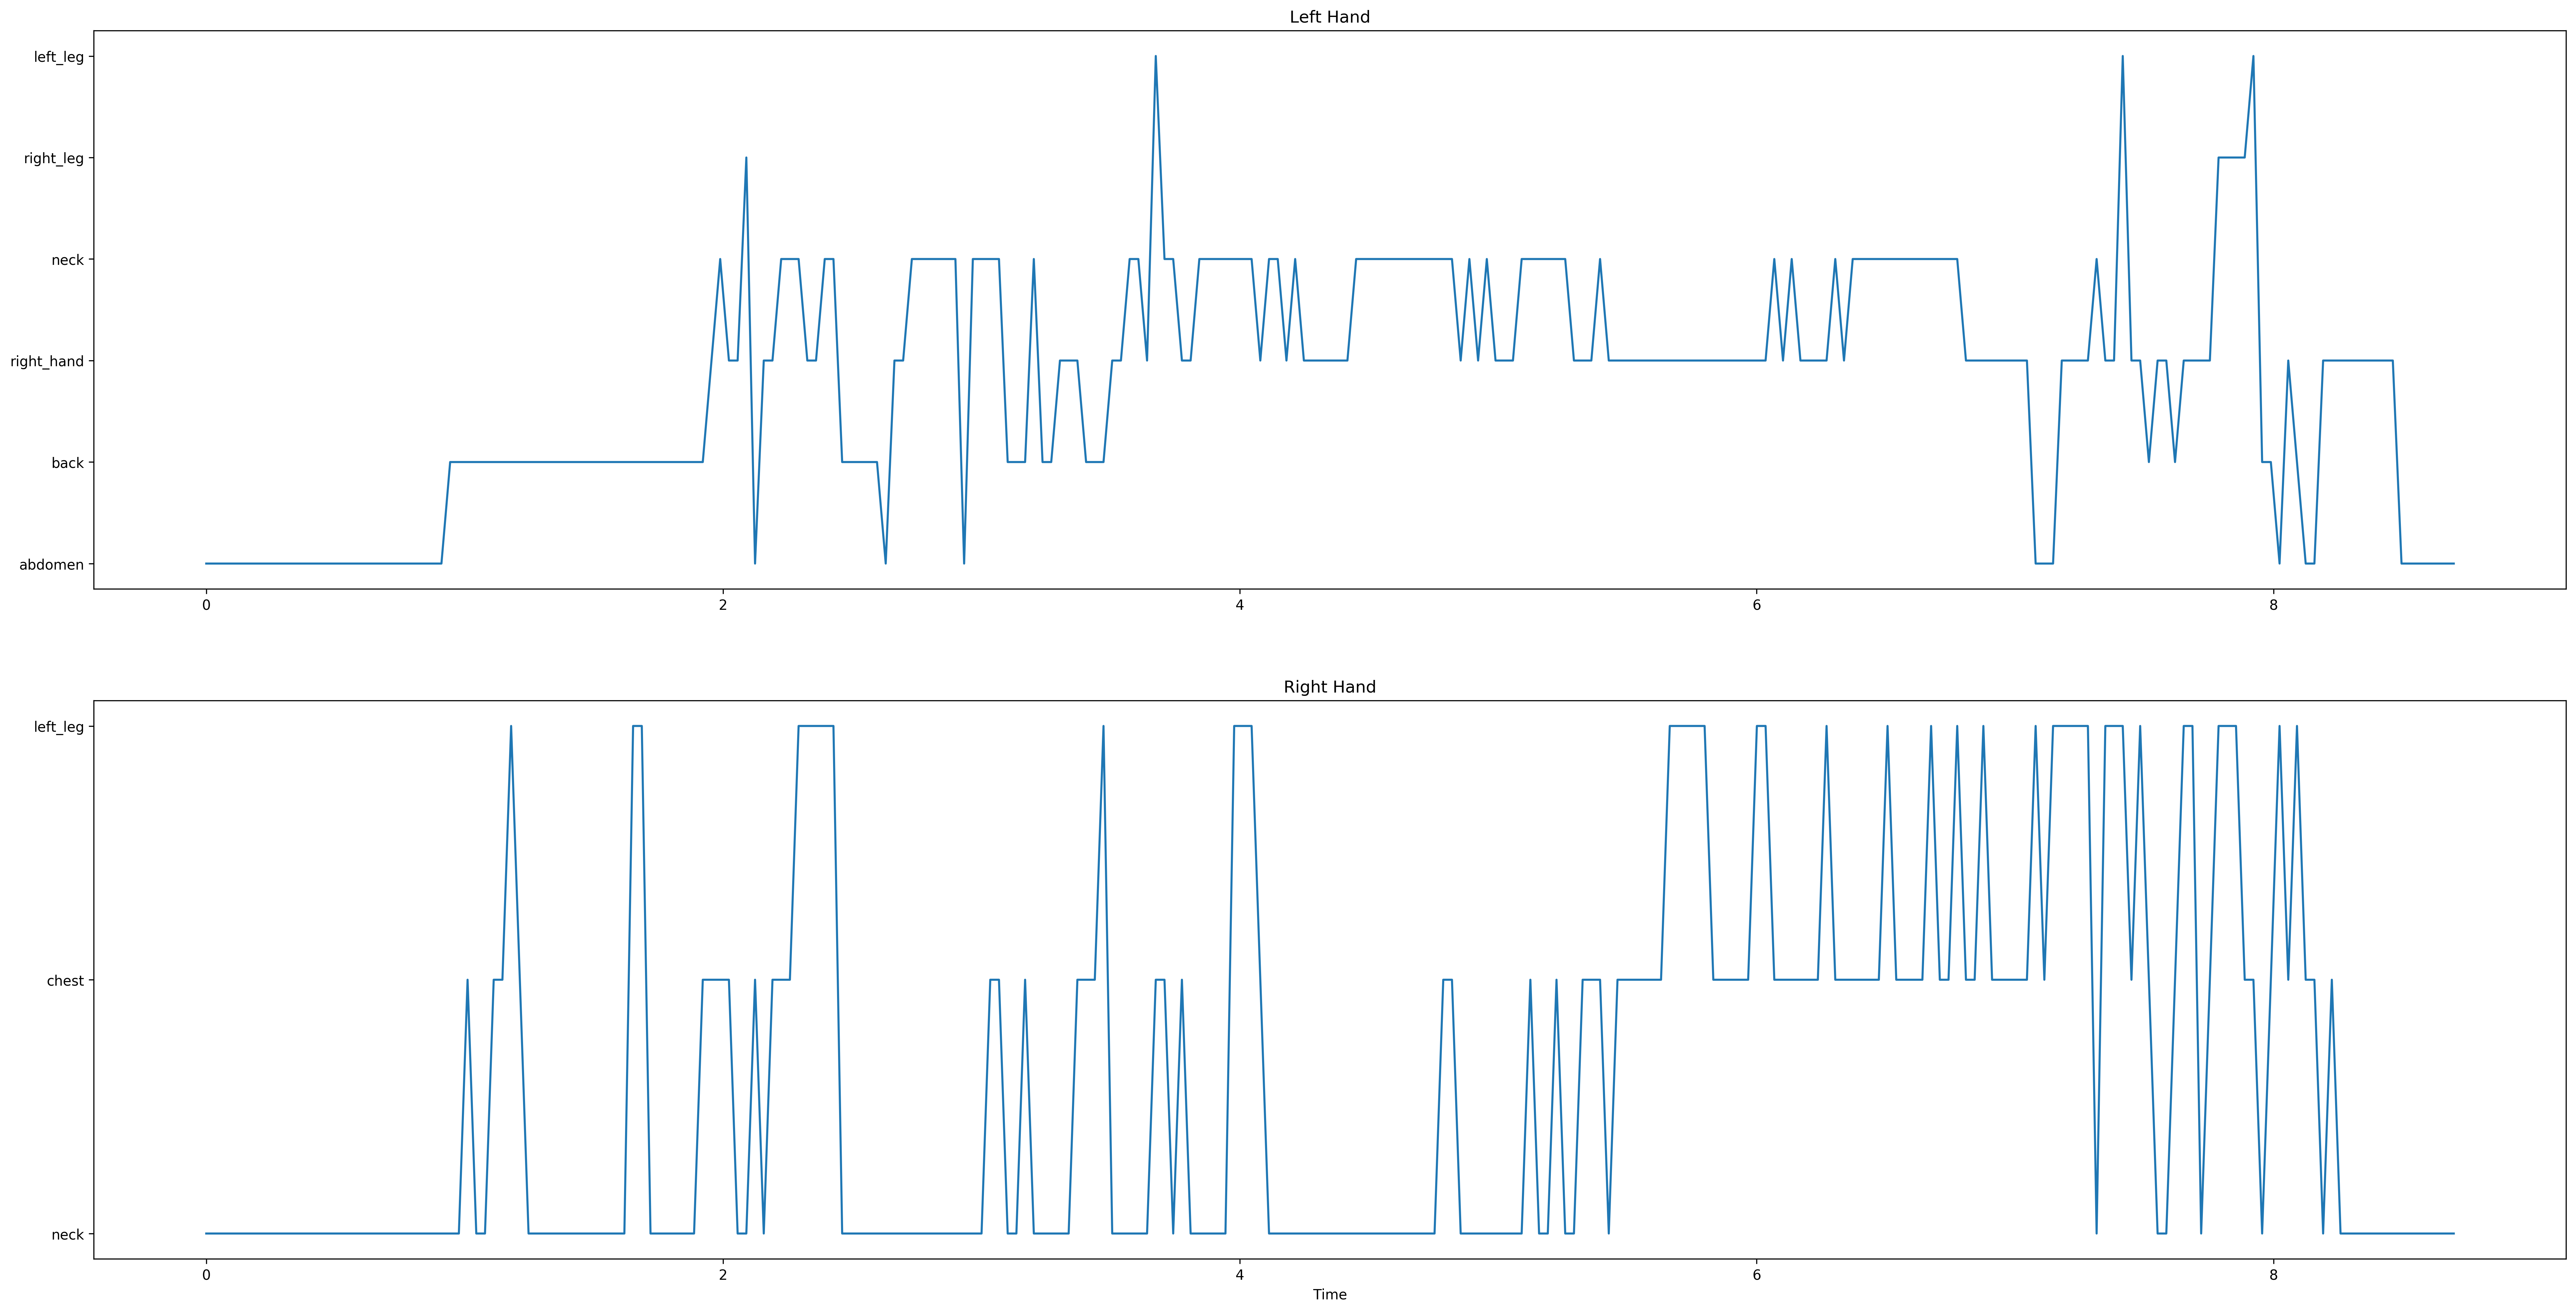 Left Hand
left_leg
right_leg
neck
right_hand
back
abdomen
0 2 4 6 8
Right Hand
left_leg
chest
neck
0 2 4 6 8
Time